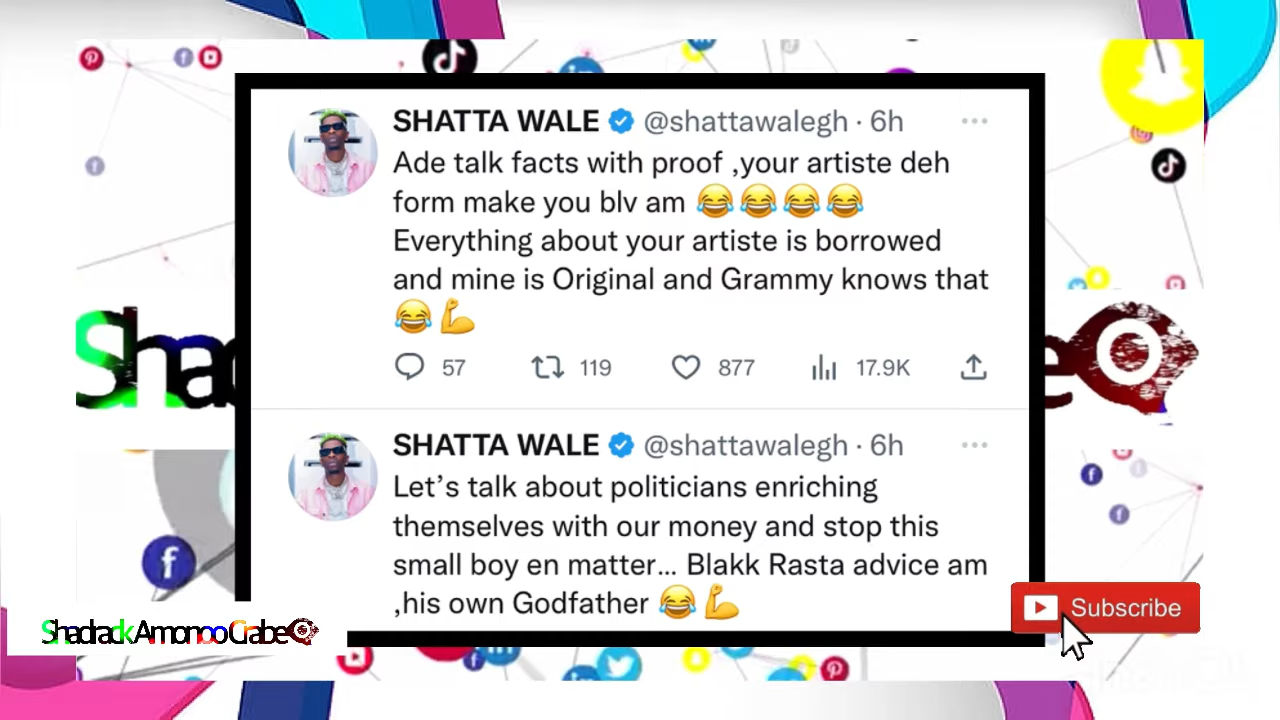 SHATTA WALE @shattawalegh · 6h
Ade talk facts with proof ,your artiste deh
form make you blv am 😂😂😂😂
Everything about your artiste is borrowed
and mine is Original and Grammy knows that
😂💪
57 119 877 17.9K
SHATTA WALE @shattawalegh · 6h
Let's talk about politicians enriching
themselves with our money and stop this
small boy en matter... Blakk Rasta advice am
,his own Godfather 😂💪
Subscribe
Shadrack Amonoo Crabe